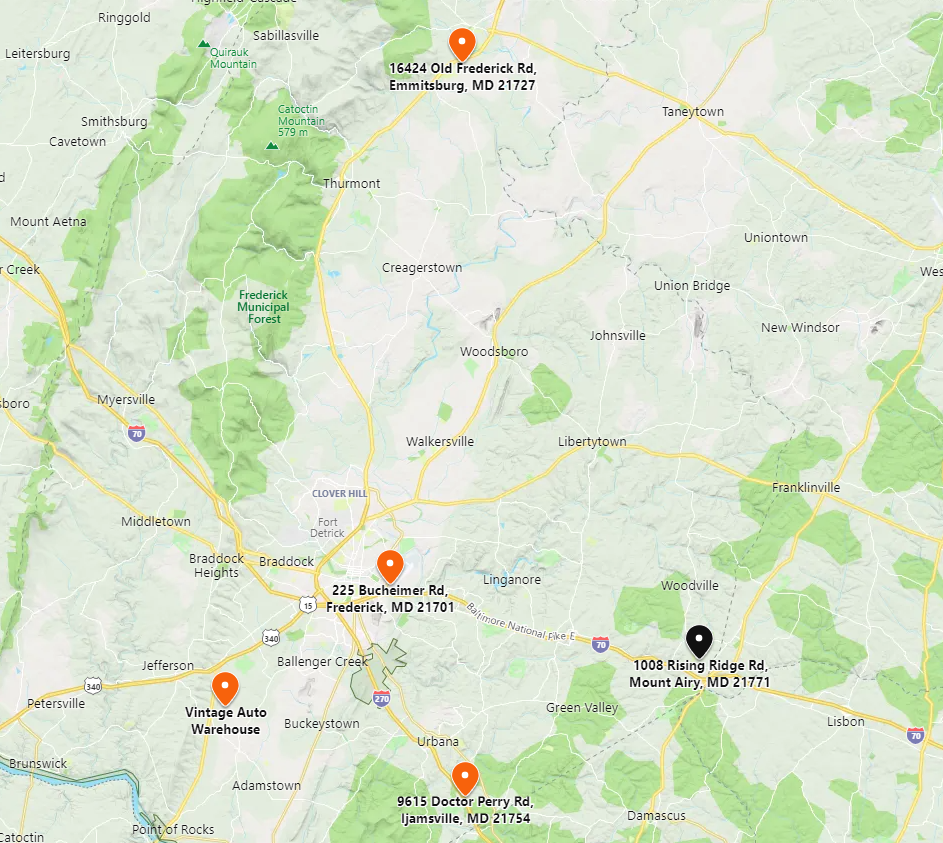 Ringgold
Sabillasville
Leitersburg
Quirauk
Mountain
16424 Old Frederick Rd,
Emmitsburg, MD 21727
Catoctin
Mountain
579 m
Taneytown
Smithsburg
Cavetown
Thurmont
Mount Aetna
Uniontown
r Creek
Creagerstown
Wes
Union Bridge
Frederick
Municipal
Forest
Johnsville
New Windsor
Woodsboro
Myersville
sboro
70
Walkersville
Libertytown
CLOVER HILL
Franklinville
Middletown
Fort
Detrick
Braddock
Heights
Braddock
Linganore
Woodville
225 Bucheimer Rd,
Frederick, MD 21701
15
Baltimore National Pike E
340
70
Jefferson
Ballenger Creek
1008 Rising Ridge Rd,
Mount Airy, MD 21771
340
Petersville
270
Vintage Auto
Warehouse
Buckeystown
Green Valley
Lisbon
70
Urbana
Brunswick
Adamstown
9615 Doctor Perry Rd,
Ijamsville, MD 21754
Damascus
Point of Rocks
Catoctin